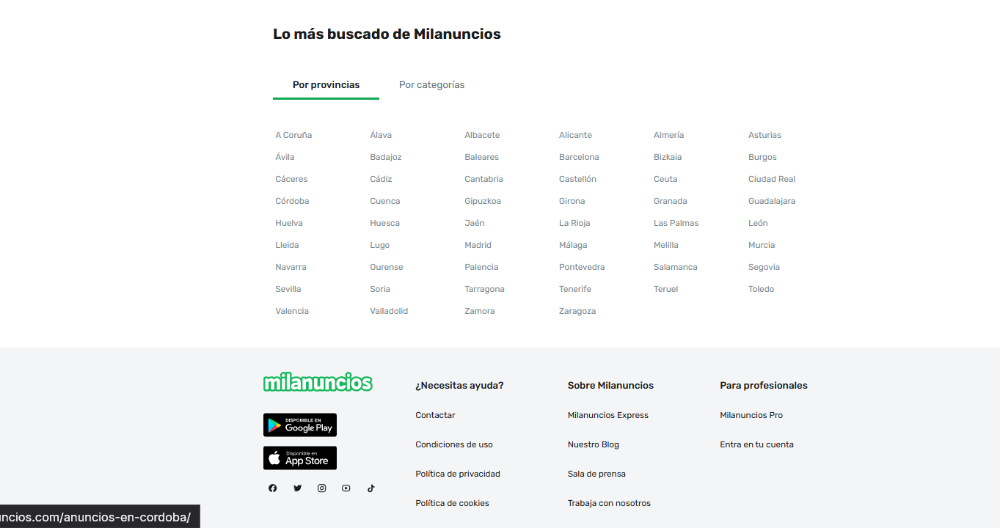 Lo más buscado de Milanuncios
Por provincias Por categorías
A Coruña Álava Albacete Alicante Almería Asturias
Ávila Badajoz Baleares Barcelona Bizkaia Burgos
Cáceres Cádiz Cantabria Castellón Ceuta Ciudad Real
Córdoba Cuenca Gipuzkoa Girona Granada Guadalajara
Huelva Huesca Jaén La Rioja Las Palmas León
Lleida Lugo Madrid Málaga Melilla Murcia
Navarra Ourense Palencia Pontevedra Salamanca Segovia
Sevilla Soria Tarragona Tenerife Teruel Toledo
Valencia Valladolid Zamora Zaragoza
milanuncios
DISPONIBLE EN
Google Play
Disponible en
App Store
¿Necesitas ayuda?
Contactar
Condiciones de uso
Política de privacidad
Política de cookies
Sobre Milanuncios
Milanuncios Express
Nuestro Blog
Sala de prensa
Trabaja con nosotros
Para profesionales
Milanuncios Pro
Entra en tu cuenta
uncios.com/anuncios-en-cordoba/